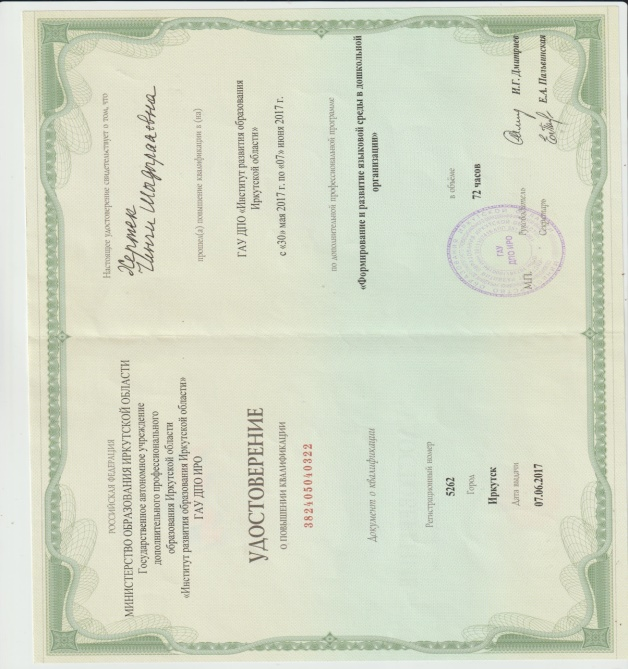 РОССИЙСКАЯ ФЕДЕРАЦИЯ
МИНИСТЕРСТВО ОБРАЗОВАНИЯ ИРКУТСКОЙ ОБЛАСТИ
Государственное автономное учреждение
дополнительного профессионального
образования Иркутской области
«Институт развития образования Иркутской области»
ГАУ ДПО ИРО
УДОСТОВЕРЕНИЕ
О ПОВЫШЕНИИ КВАЛИФИКАЦИИ
382405040322
Документ о квалификации
Регистрационный номер
5262
Город
Иркутск
Дата выдачи
07.06.2017
Настоящее удостоверение свидетельствует о том, что
Хертек
Чинчи
прошел(а) повышение квалификации в (на)
ГАУ ДПО «Институт развития образования
Иркутской области»
с «30» мая 2017 г. по «07» июня 2017 г.
по дополнительной профессиональной программе
«Формирование и развитие языковой среды в дошкольной
организации»
в объёме
72 часов
Руководитель И.Г. Дмитриев
М.П. Секретарь Е.А. Пальвинская
ГАУ
ДПО ИРО